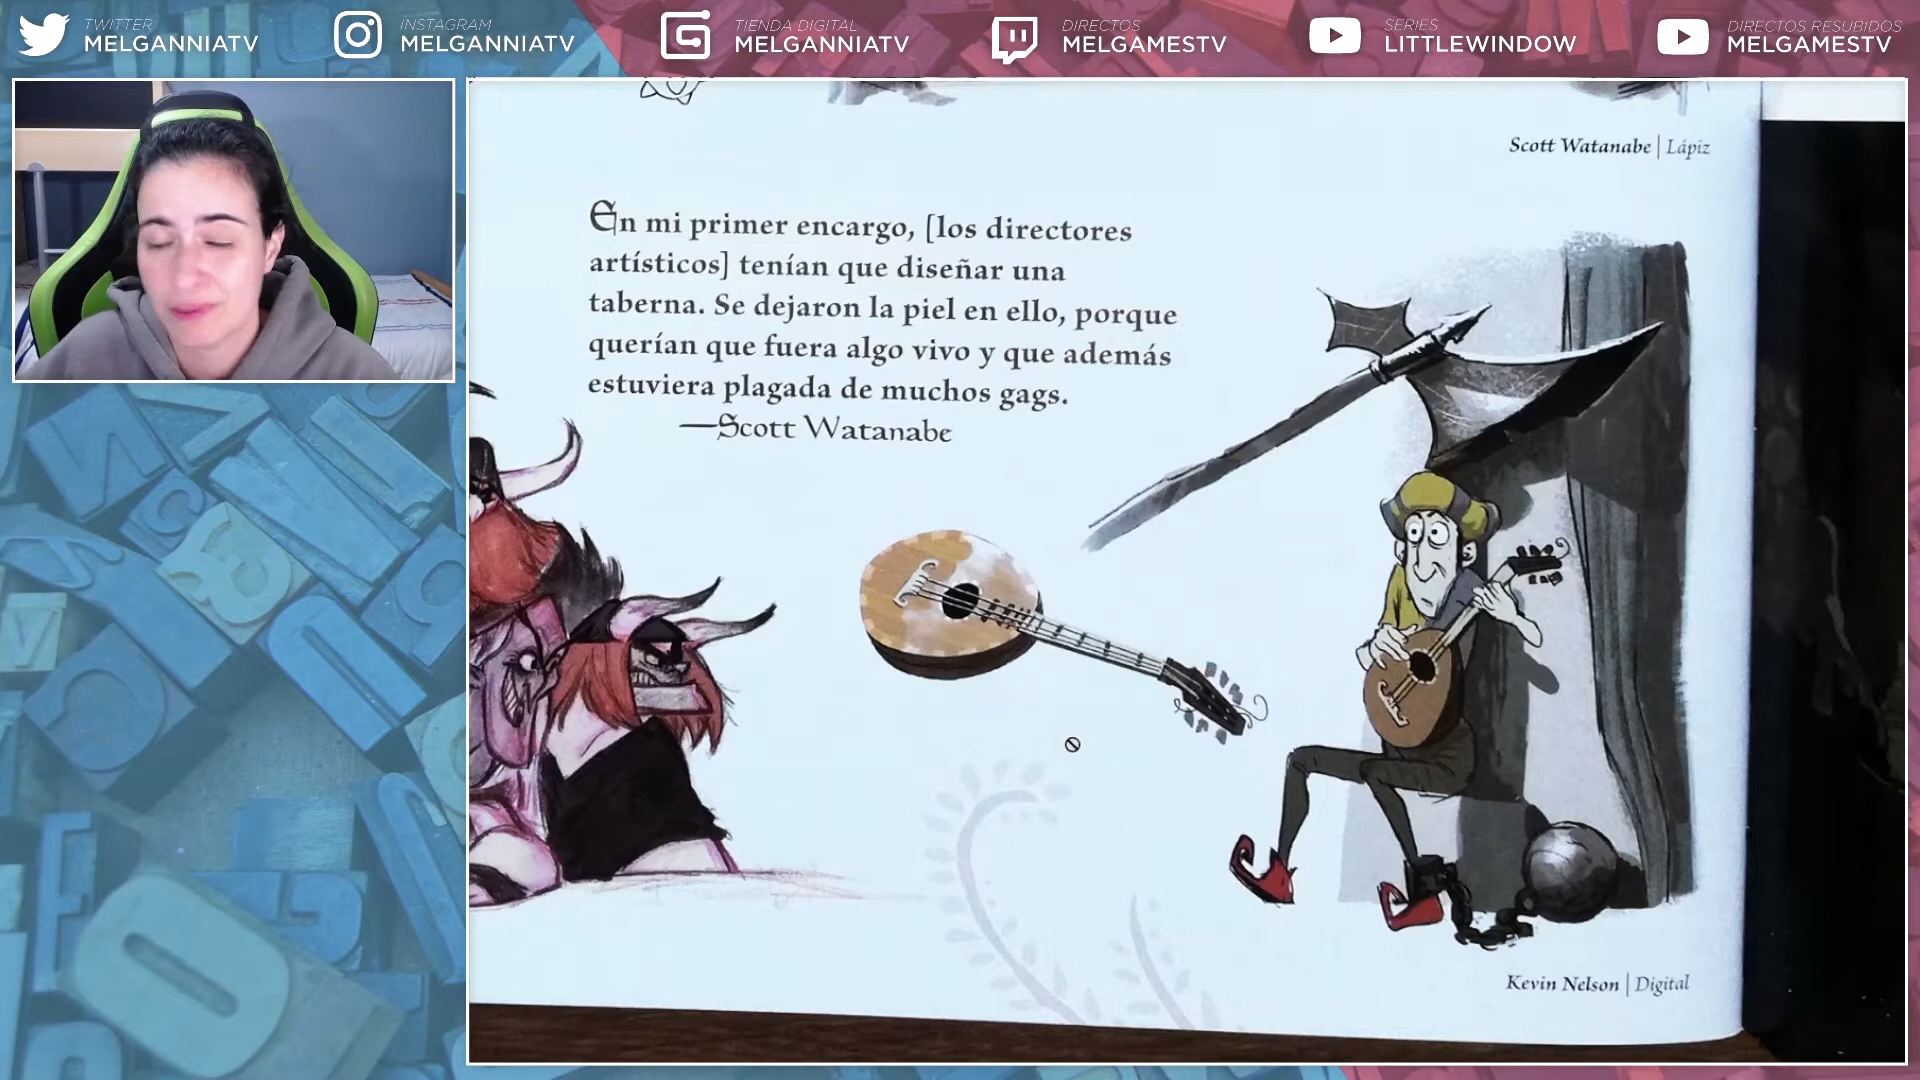 TWITTER
MELGANNIATV
INSTAGRAM
MELGANNIATV
TIENDA DIGITAL
MELGANNIATV
DIRECTOS
MELGAMESTV
SERIES
LITTLEWINDOW
DIRECTOS RESUBIDOS
MELGAMESTV
Scott Watanabe | Lápiz
En mi primer encargo, [los directores
artísticos] tenían que diseñar una
taberna. Se dejaron la piel en ello, porque
querían que fuera algo vivo y que además
estuviera plagada de muchos gags.
—Scott Watanabe
Kevin Nelson | Digital